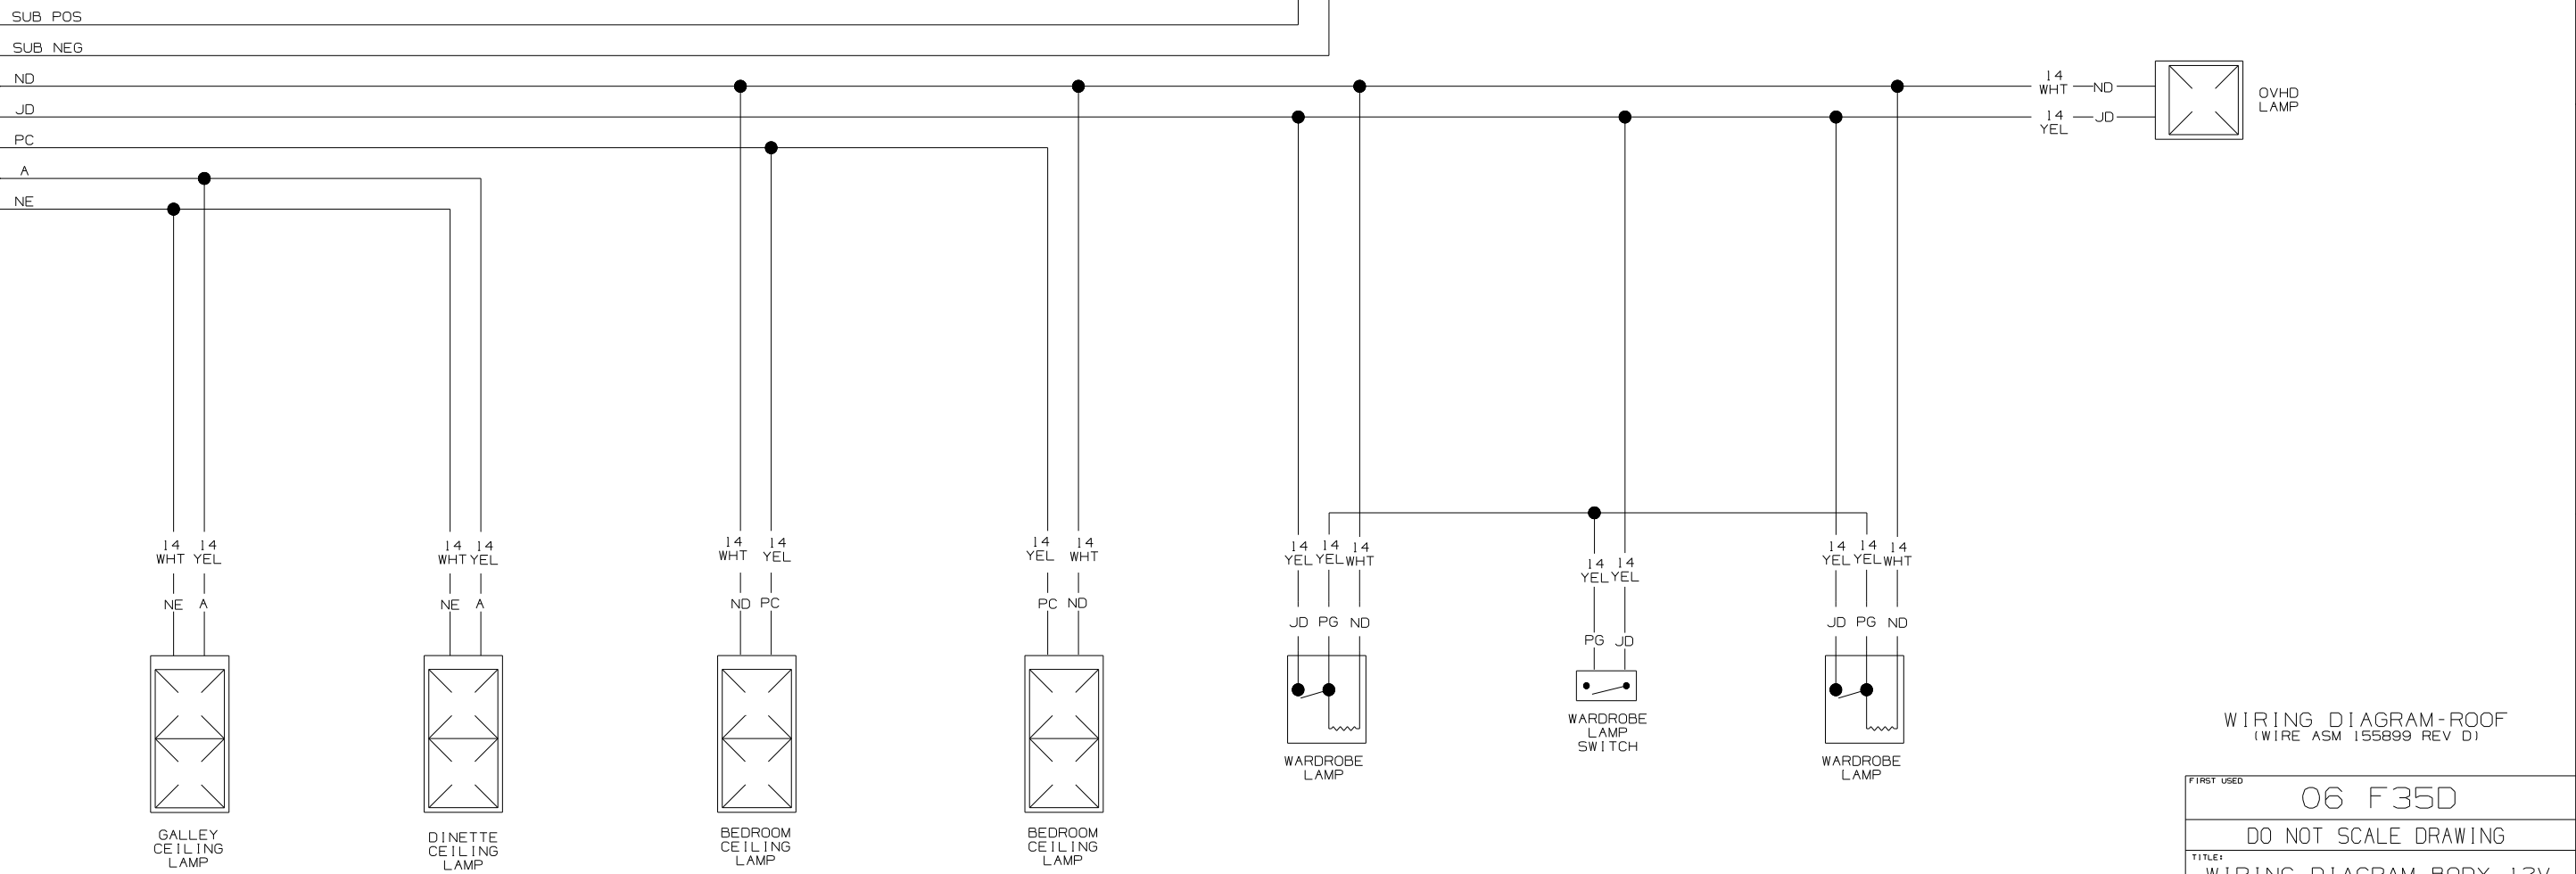 SUB POS
SUB NEG
ND
JD
PC
A
NE
14
WHT
ND
14
YEL
JD
OVHD
LAMP
14
WHT
14
YEL
NE
A
GALLEY
CEILING
LAMP
14
WHT
14
YEL
NE
A
DINETTE
CEILING
LAMP
14
WHT
14
YEL
ND
PC
BEDROOM
CEILING
LAMP
14
YEL
14
WHT
PC
ND
BEDROOM
CEILING
LAMP
14
YEL
14
YEL
14
WHT
JD
PG
ND
WARDROBE
LAMP
14
YEL
14
YEL
PG
JD
WARDROBE
LAMP
SWITCH
14
YEL
14
YEL
14
WHT
JD
PG
ND
WARDROBE
LAMP
WIRING DIAGRAM-ROOF
(WIRE ASM 155899 REV D)
FIRST USED
06 F35D
DO NOT SCALE DRAWING
TITLE:
WIRING DIAGRAM BODY 12V